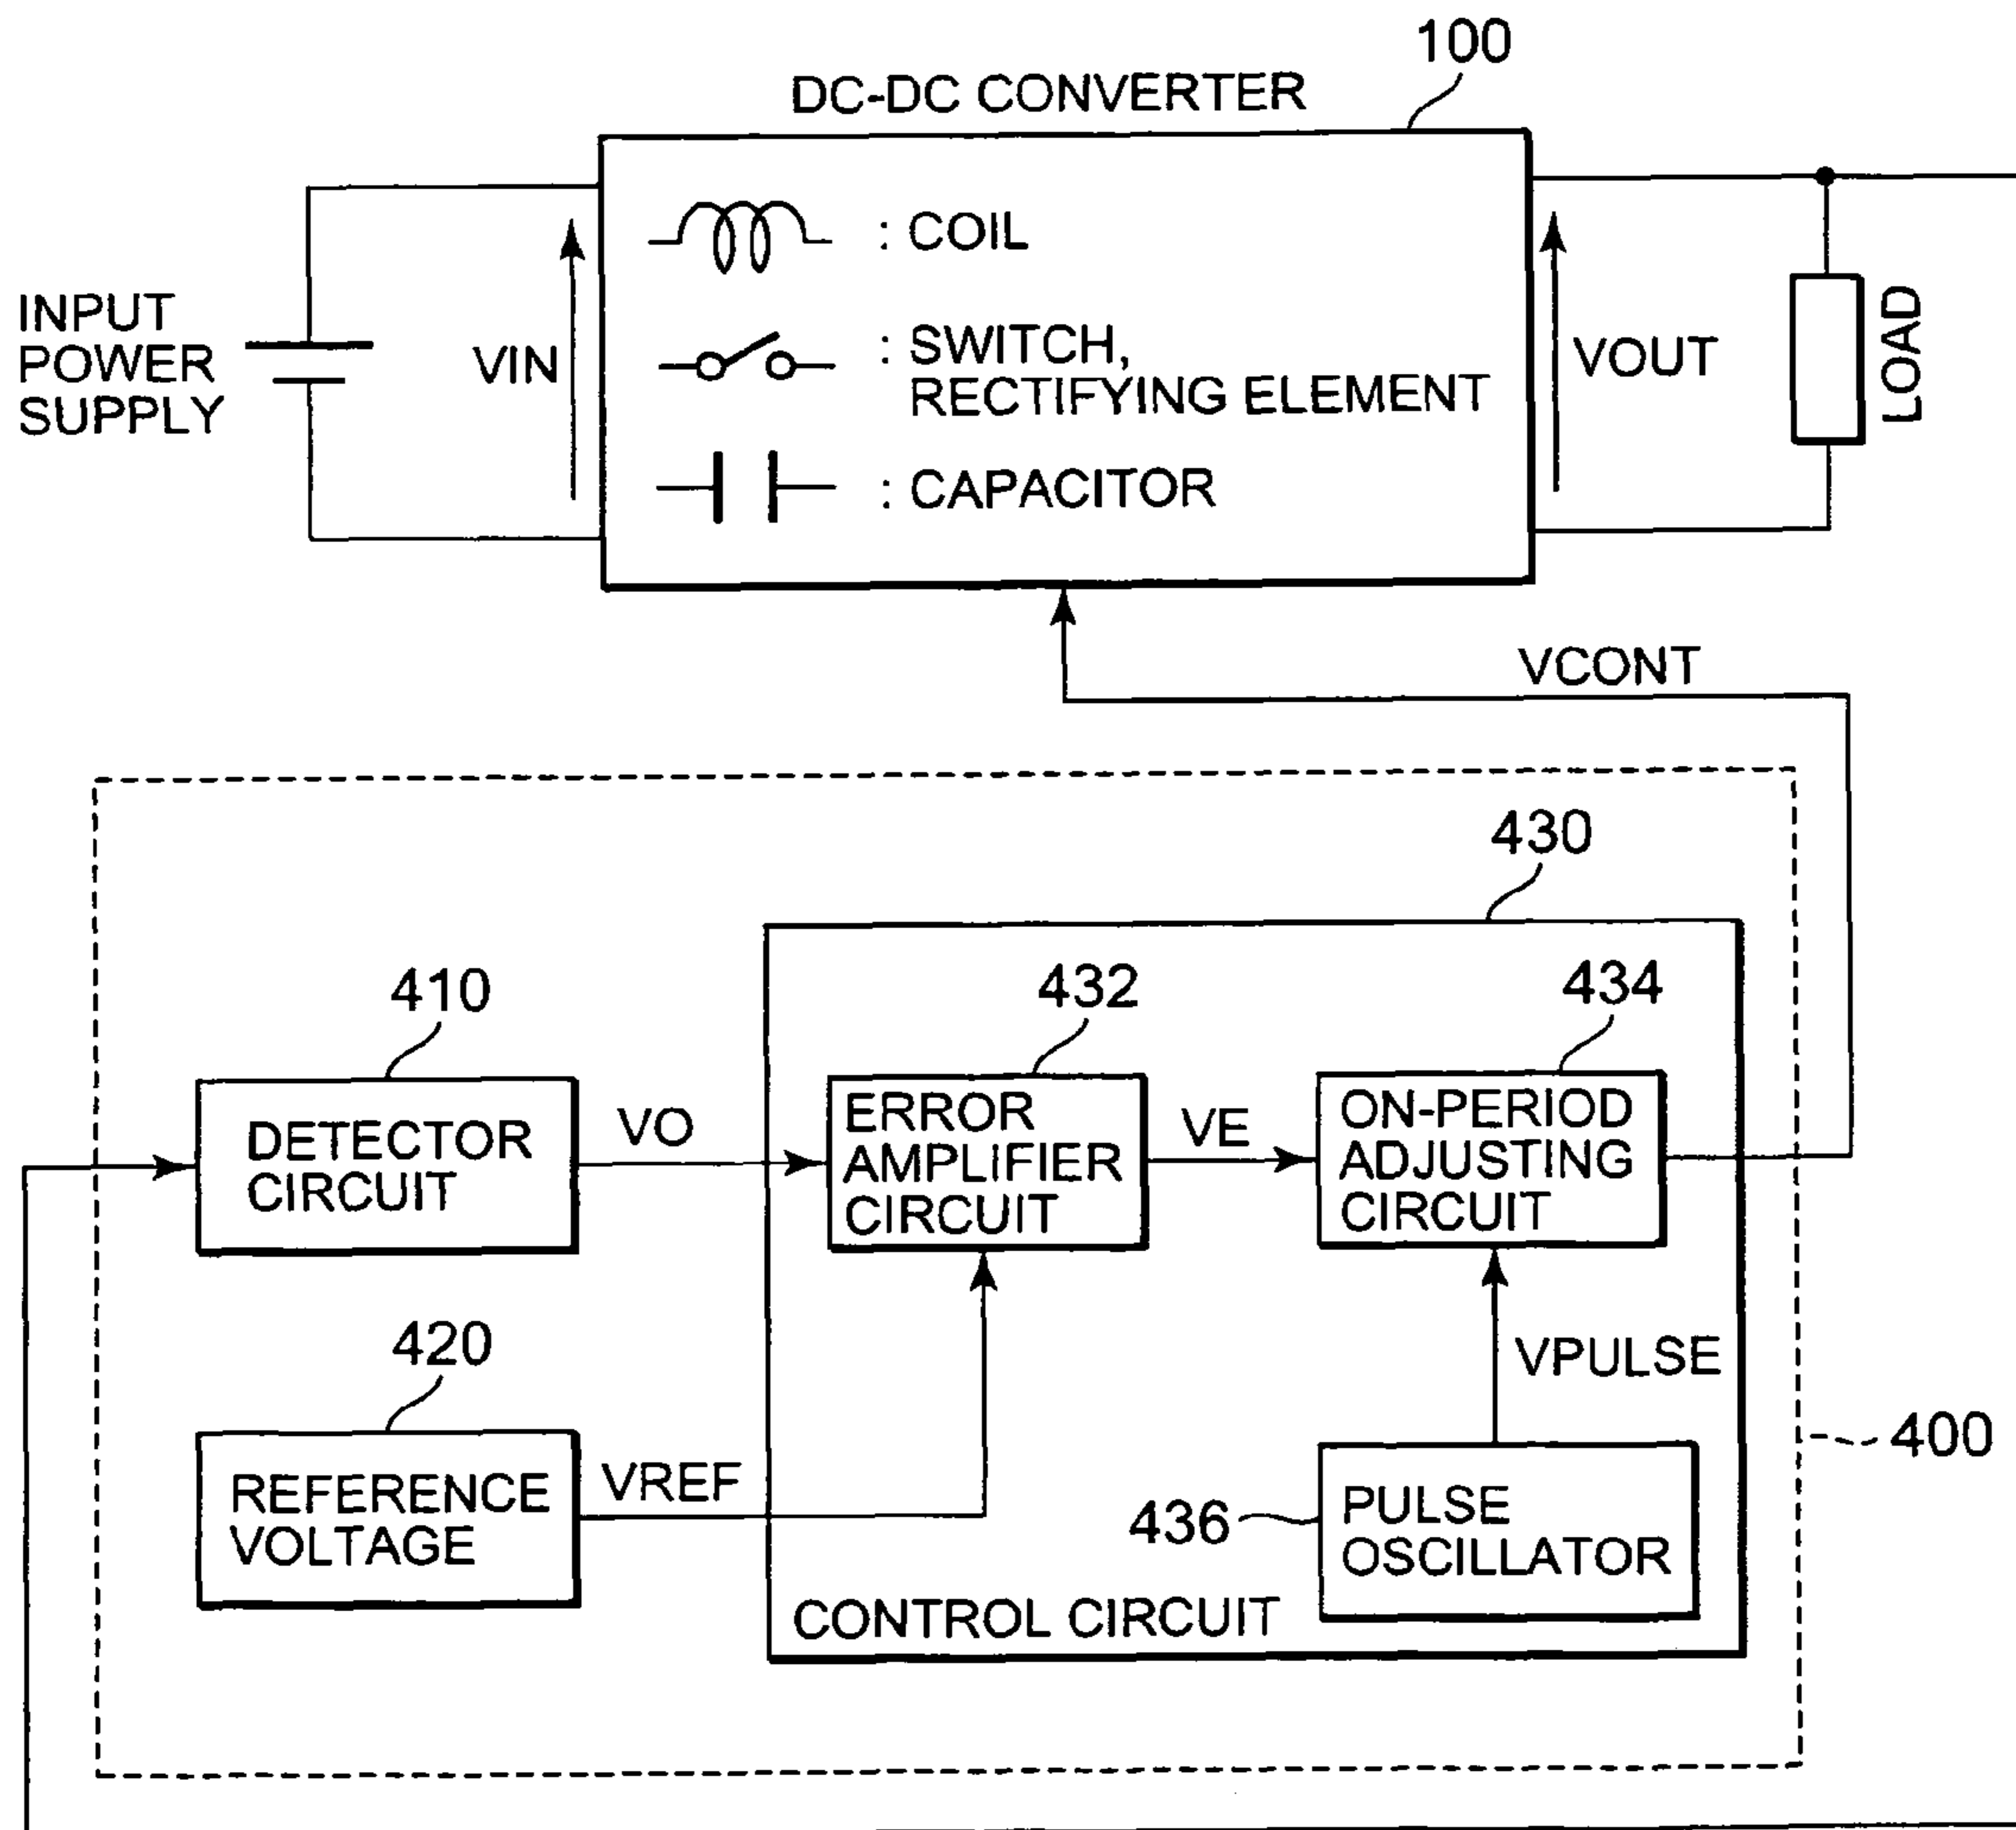 100
DC-DC CONVERTER
: COIL
INPUT
POWER
SUPPLY
VIN
: SWITCH,
RECTIFYING ELEMENT
VOUT
LOAD
: CAPACITOR
VCONT
430
410
432
434
DETECTOR
CIRCUIT
VO
ERROR
AMPLIFIER
CIRCUIT
VE
ON-PERIOD
ADJUSTING
CIRCUIT
420
VPULSE
400
REFERENCE
VOLTAGE
VREF
436
PULSE
OSCILLATOR
CONTROL CIRCUIT